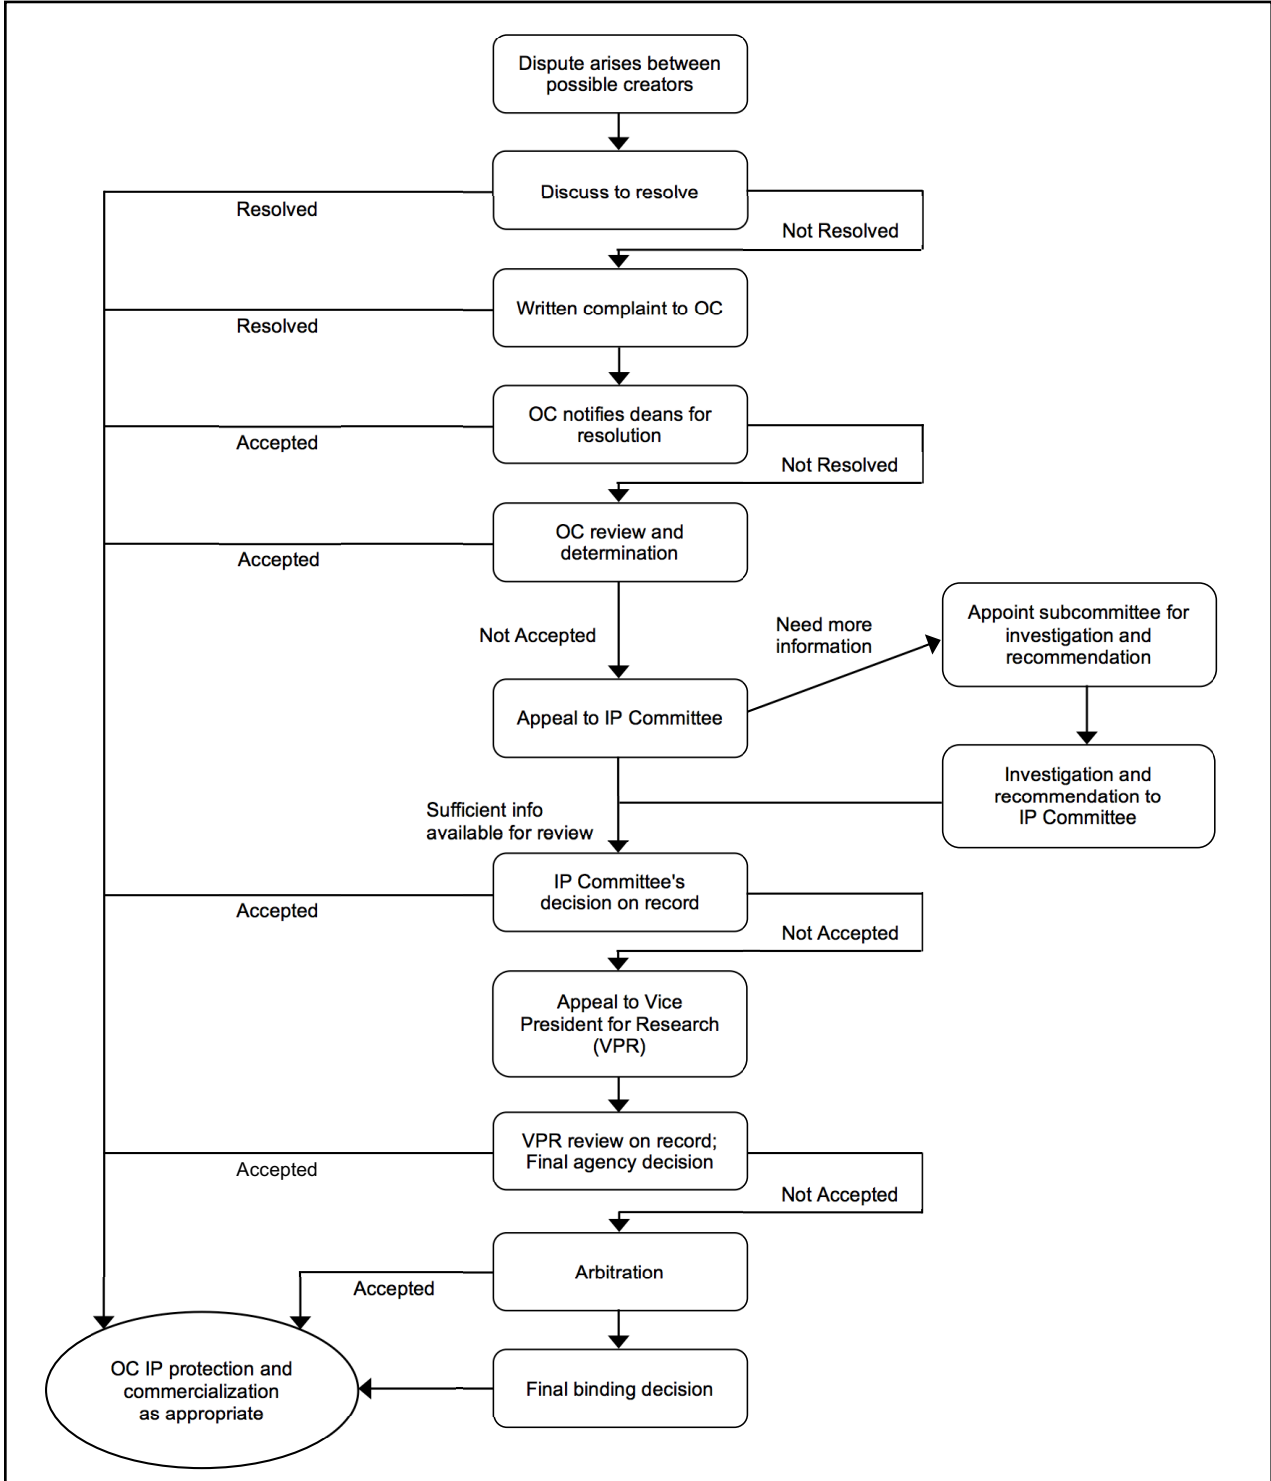 Dispute arises between
possible creators
Discuss to resolve
Resolved
Not Resolved
Written complaint to OC
Resolved
OC notifies deans for
resolution
Accepted
Not Resolved
OC review and
determination
Accepted
Not Accepted
Need more
information
Appoint subcommittee for
investigation and
recommendation
Appeal to IP Committee
Investigation and
recommendation to
IP Committee
Sufficient info
available for review
IP Committee's
decision on record
Accepted
Not Accepted
Appeal to Vice
President for Research
(VPR)
VPR review on record;
Final agency decision
Accepted
Not Accepted
Arbitration
Accepted
OC IP protection and
commercialization
as appropriate
Final binding decision